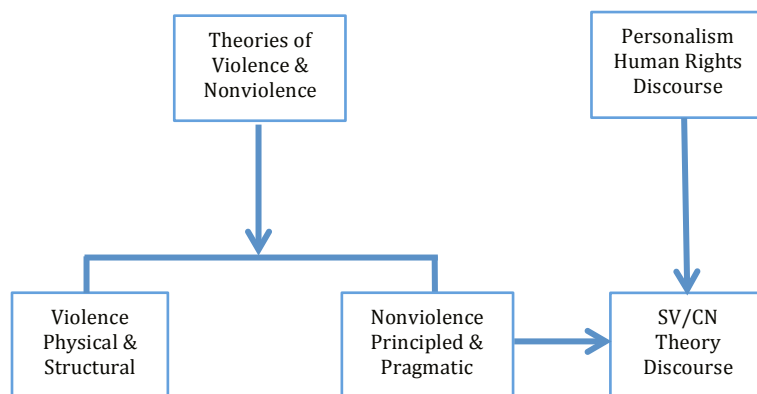 Theories of
Violence &
Nonviolence
Personalism
Human Rights
Discourse
Violence
Physical &
Structural
Nonviolence
Principled &
Pragmatic
SV/CN
Theory
Discourse